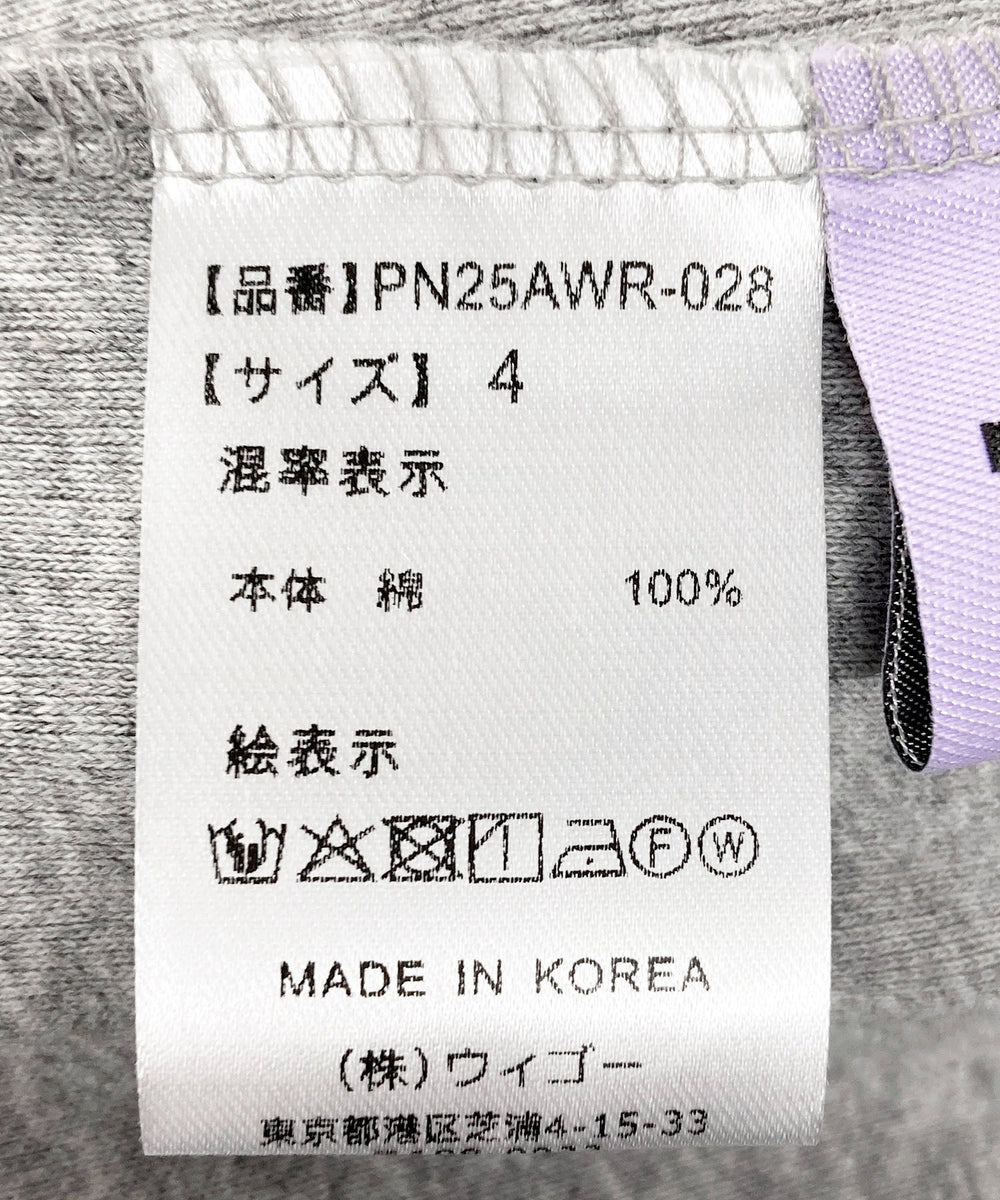 【品番】PN25AWR-028
【サイズ】 4
混率表示
本体 綿 100%
絵表示
F W
MADE IN KOREA
(株)ウィゴー
東京都港区芝浦4-15-33